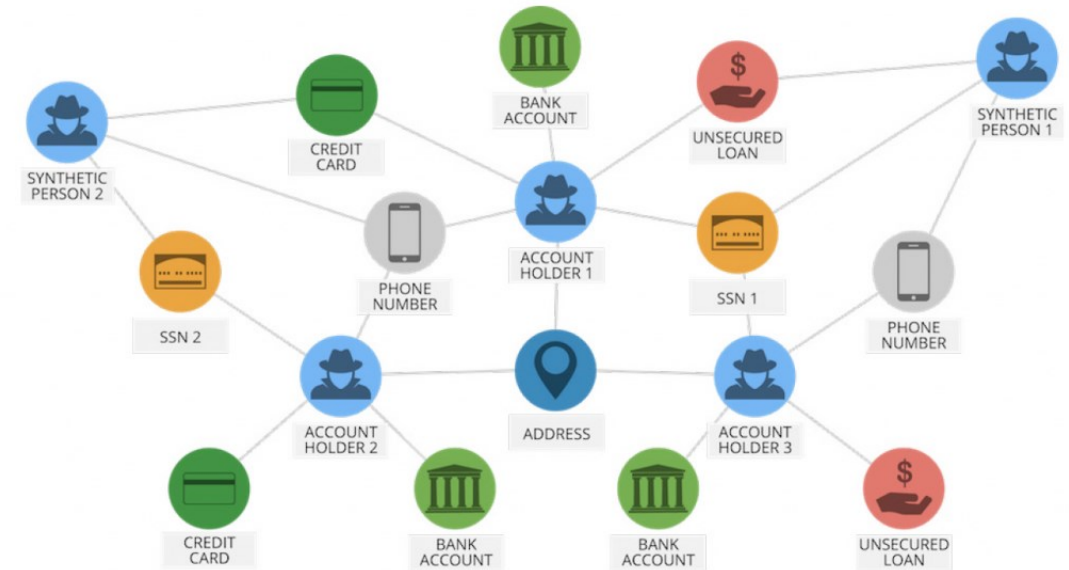 $
BANK
ACCOUNT
SYNTHETIC
PERSON 1
UNSECURED
LOAN
CREDIT
CARD
SYNTHETIC
PERSON 2
ACCOUNT
HOLDER 1
PHONE
NUMBER
SSN 1
SSN 2
PHONE
NUMBER
ACCOUNT
HOLDER 2
ADDRESS
ACCOUNT
HOLDER 3
$
CREDIT
CARD
BANK
ACCOUNT
BANK
ACCOUNT
UNSECURED
LOAN